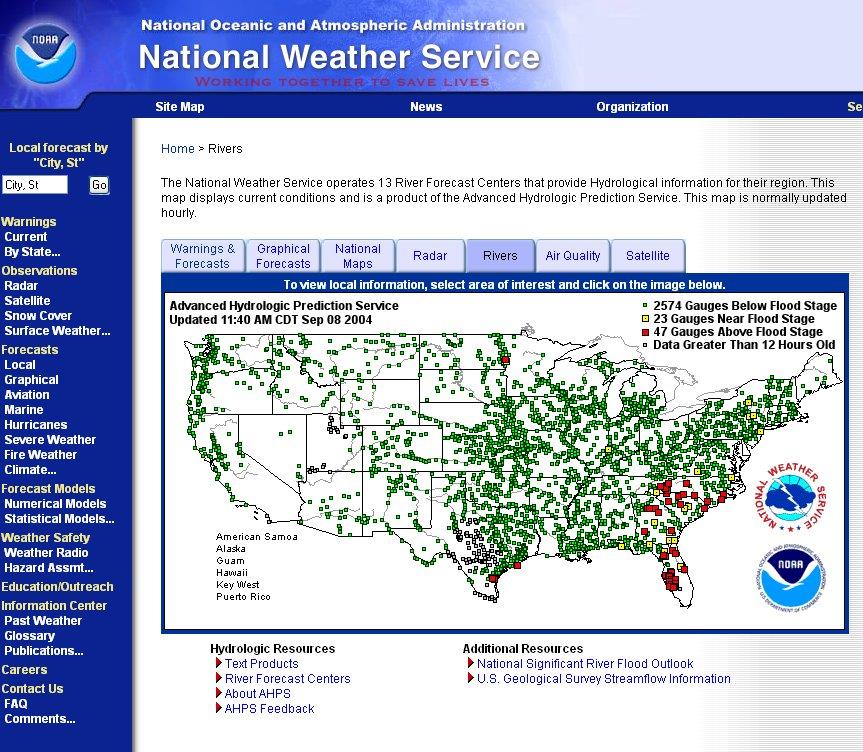 NOAA
National Oceanic and Atmospheric Administration
National Weather Service
WORKING TOGETHER TO SAVE LIVES
Site Map News Organization Se
Local forecast by
"City, St"
City, St Go
Warnings
Current
By State...
Observations
Radar
Satellite
Snow Cover
Surface Weather...
Forecasts
Local
Graphical
Aviation
Marine
Hurricanes
Severe Weather
Fire Weather
Climate...
Forecast Models
Numerical Models
Statistical Models...
Weather Safety
Weather Radio
Hazard Assmt...
Education/Outreach
Information Center
Past Weather
Glossary
Publications...
Careers
Contact Us
FAQ
Comments...
Home > Rivers
The National Weather Service operates 13 River Forecast Centers that provide Hydrological information for their region. This
map displays current conditions and is a product of the Advanced Hydrologic Prediction Service. This map is normally updated
hourly.
Warnings &
Forecasts
Graphical
Forecasts
National
Maps
Radar
Rivers
Air Quality
Satellite
To view local information, select area of interest and click on the image below.
Advanced Hydrologic Prediction Service
Updated 11:40 AM CDT Sep 08 2004
2574 Gauges Below Flood Stage
23 Gauges Near Flood Stage
47 Gauges Above Flood Stage
Data Greater Than 12 Hours Old
American Samoa
Alaska
Guam
Hawaii
Key West
Puerto Rico
NATIONAL WEATHER SERVICE
NATIONAL OCEANIC AND ATMOSPHERIC ADMINISTRATION
NOAA
U.S. DEPARTMENT OF COMMERCE
Hydrologic Resources
Text Products
River Forecast Centers
About AHPS
AHPS Feedback
Additional Resources
National Significant River Flood Outlook
U.S. Geological Survey Streamflow Information